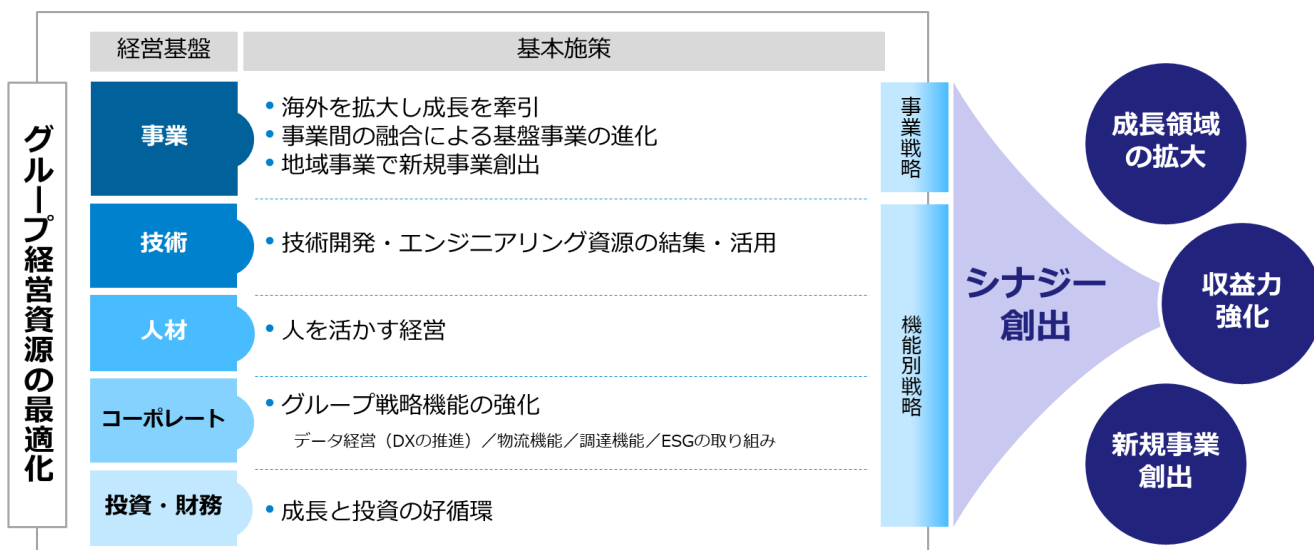 グループ経営資源の最適化
経営基盤
基本施策
事業
• 海外を拡大し成長を牽引
• 事業間の融合による基盤事業の進化
• 地域事業で新規事業創出
技術
• 技術開発・エンジニアリング資源の結集・活用
人材
• 人を活かす経営
コーポレート
• グループ戦略機能の強化
データ経営（DXの推進）／物流機能／調達機能／ESGの取り組み
投資・財務
• 成長と投資の好循環
事業戦略
機能別戦略
シナジー
創出
成長領域
の拡大
収益力
強化
新規事業
創出